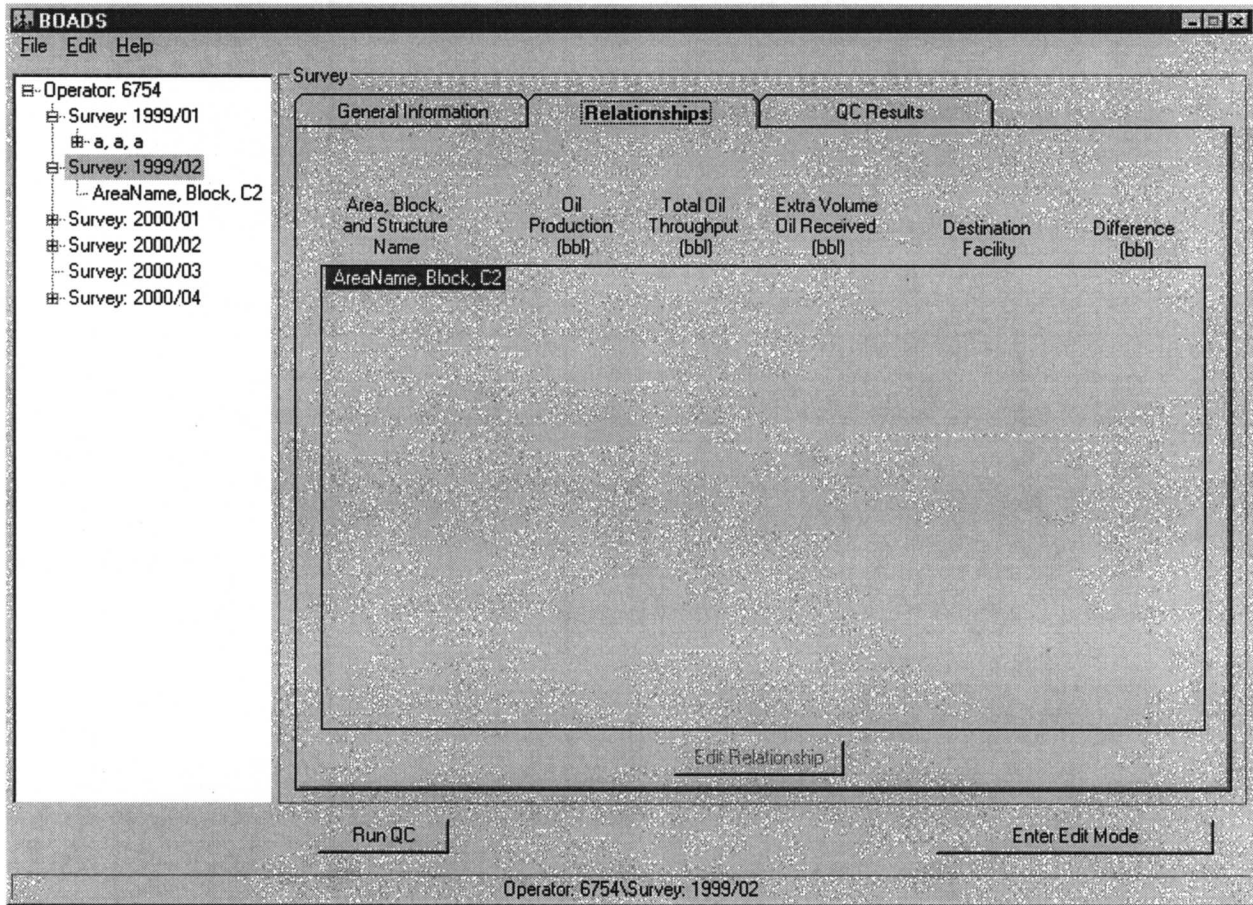 BOADS
File Edit Help
Operator: 6754
Survey: 1999/01
a, a, a
Survey: 1999/02
AreaName, Block, C2
Survey: 2000/01
Survey: 2000/02
Survey: 2000/03
Survey: 2000/04
Survey
General Information Relationships QC Results
Area, Block,
and Structure
Name
Oil
Production
(bbl)
Total Oil
Throughput
(bbl)
Extra Volume
Oil Received
(bbl)
Destination
Facility
Difference
(bbl)
AreaName, Block, C2
Edit Relationship
Run QC Enter Edit Mode
Operator: 6754\Survey: 1999/02